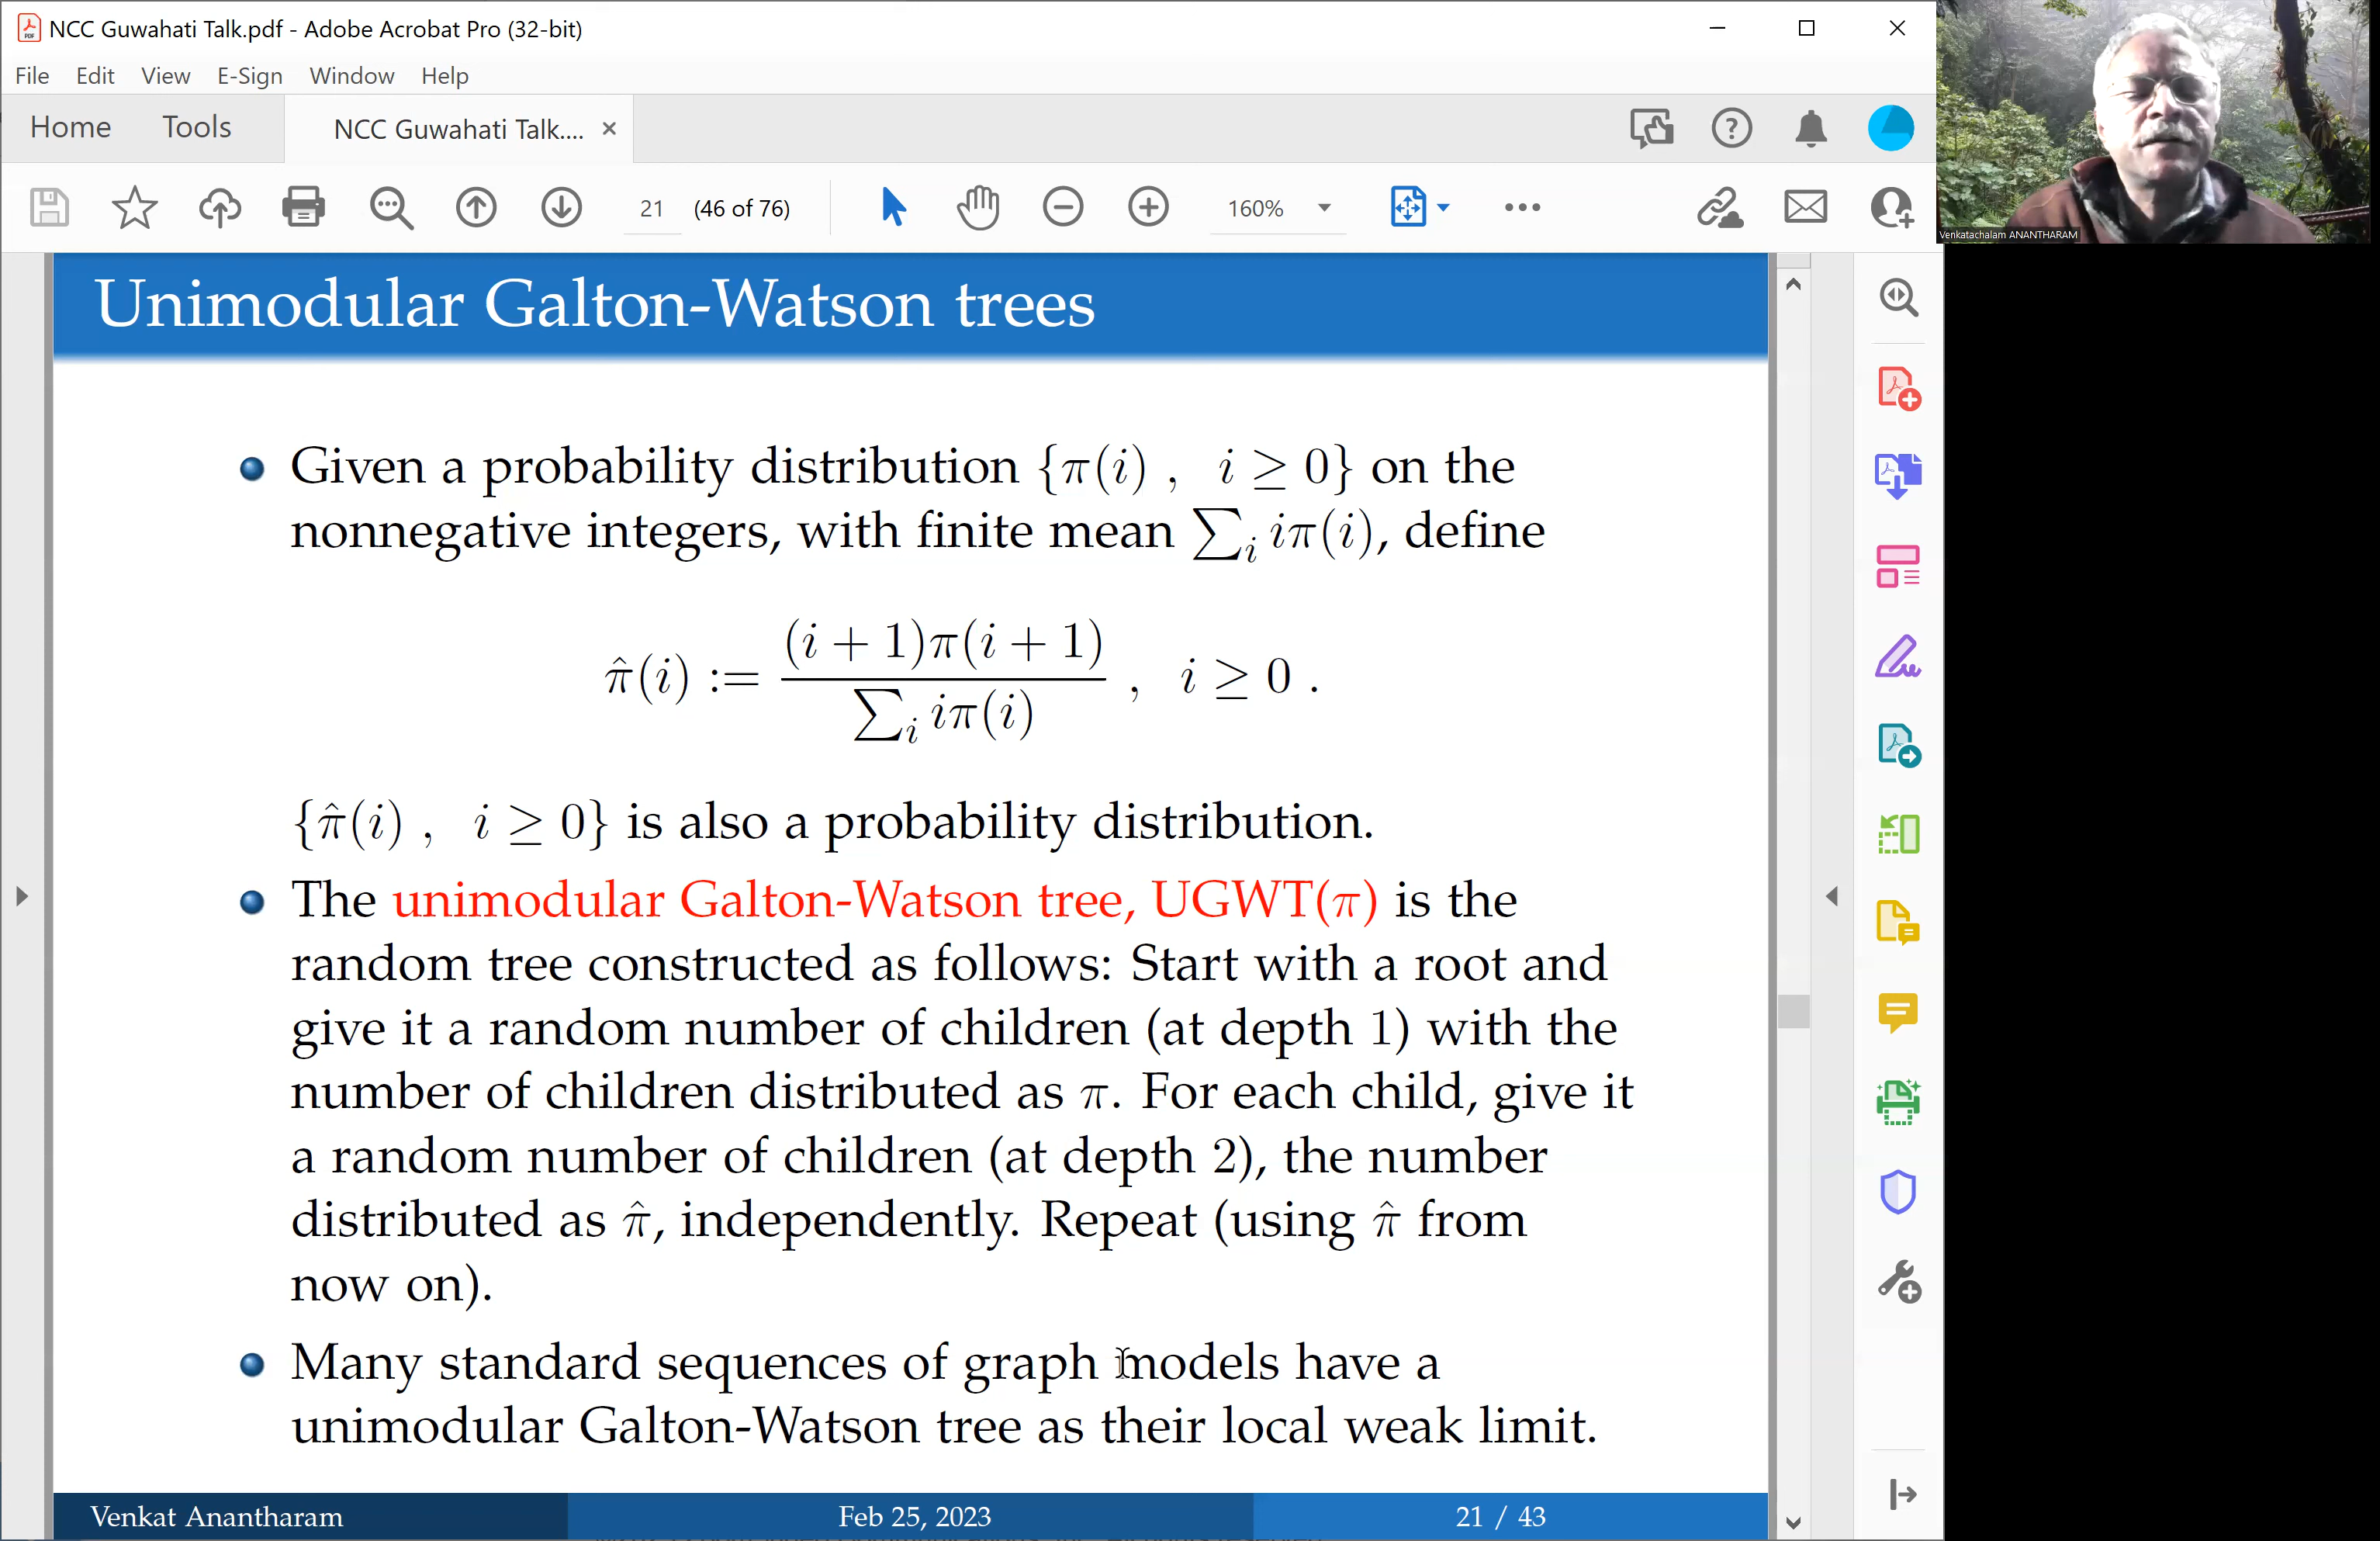 NCC Guwahati Talk.pdf - Adobe Acrobat Pro (32-bit)
File Edit View E-Sign Window Help
Home Tools NCC Guwahati Talk.... ×
21 (46 of 76) 160%
Venkatachalam ANANTHARAM
Unimodular Galton-Watson trees
Given a probability distribution {π(i) , i ≥ 0} on the
nonnegative integers, with finite mean ∑ᵢ iπ(i), define
π̂(i) := (i + 1)π(i + 1) / ∑ᵢ iπ(i) , i ≥ 0 .
{π̂(i) , i ≥ 0} is also a probability distribution.
The unimodular Galton-Watson tree, UGWT(π) is the
random tree constructed as follows: Start with a root and
give it a random number of children (at depth 1) with the
number of children distributed as π. For each child, give it
a random number of children (at depth 2), the number
distributed as π̂, independently. Repeat (using π̂ from
now on).
Many standard sequences of graph models have a
unimodular Galton-Watson tree as their local weak limit.
Venkat Anantharam Feb 25, 2023 21 / 43